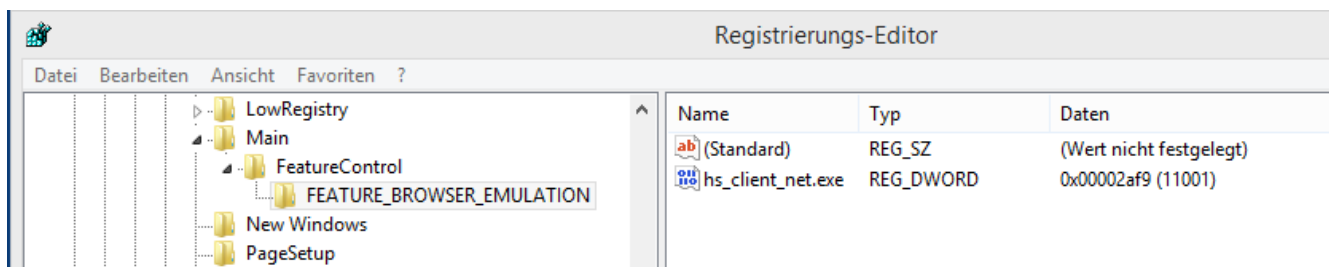 Registrierungs-Editor
Datei Bearbeiten Ansicht Favoriten ?
LowRegistry
Main
FeatureControl
FEATURE_BROWSER_EMULATION
New Windows
PageSetup
Name Typ Daten
ab (Standard) REG_SZ (Wert nicht festgelegt)
hs_client_net.exe REG_DWORD 0x00002af9 (11001)